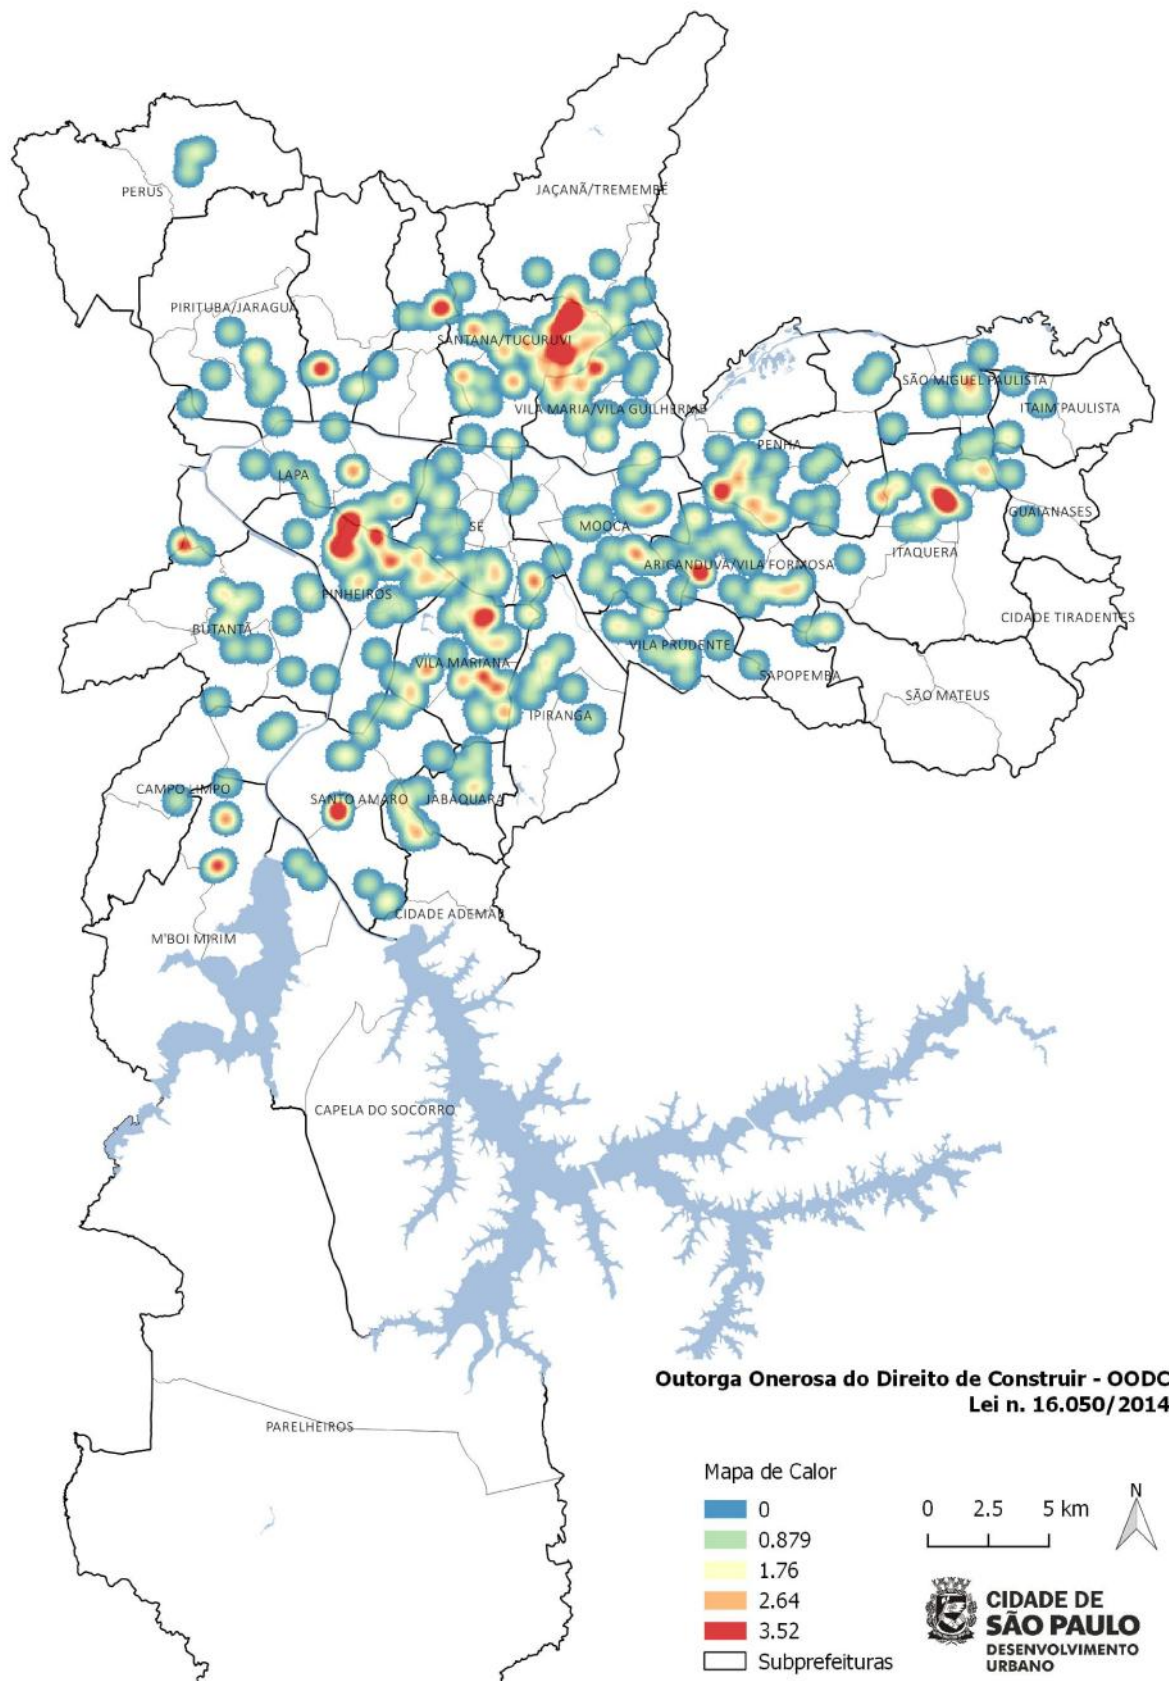 JAÇANÃ/TREMEMBÉ
PERUS
PIRITUBA/JARAGUÁ
SANTANA/TUCURUVI
SÃO MIGUEL PAULISTA
ITAIM PAULISTA
VILA MARIA/VILA GUILHERME
PENHA
LAPA
GUAIANASES
SÉ
MOOCA
ITAQUERA
ARICANDUVA/VILA FORMOSA
PINHEIROS
CIDADE TIRADENTES
BUTANTÃ
VILA PRUDENTE
VILA MARIANA
SAPOPEMBA
SÃO MATEUS
IPIRANGA
CAMPO LIMPO
SANTO AMARO
JABAQUARA
CIDADE ADEMAR
M'BOI MIRIM
CAPELA DO SOCORRO
Outorga Onerosa do Direito de Construir - OODC
Lei n. 16.050/2014
PARELHEIROS
Mapa de Calor
0
0.879
1.76
2.64
3.52
Subprefeituras
0 2.5 5 km
N
CIDADE DE
SÃO PAULO
DESENVOLVIMENTO
URBANO